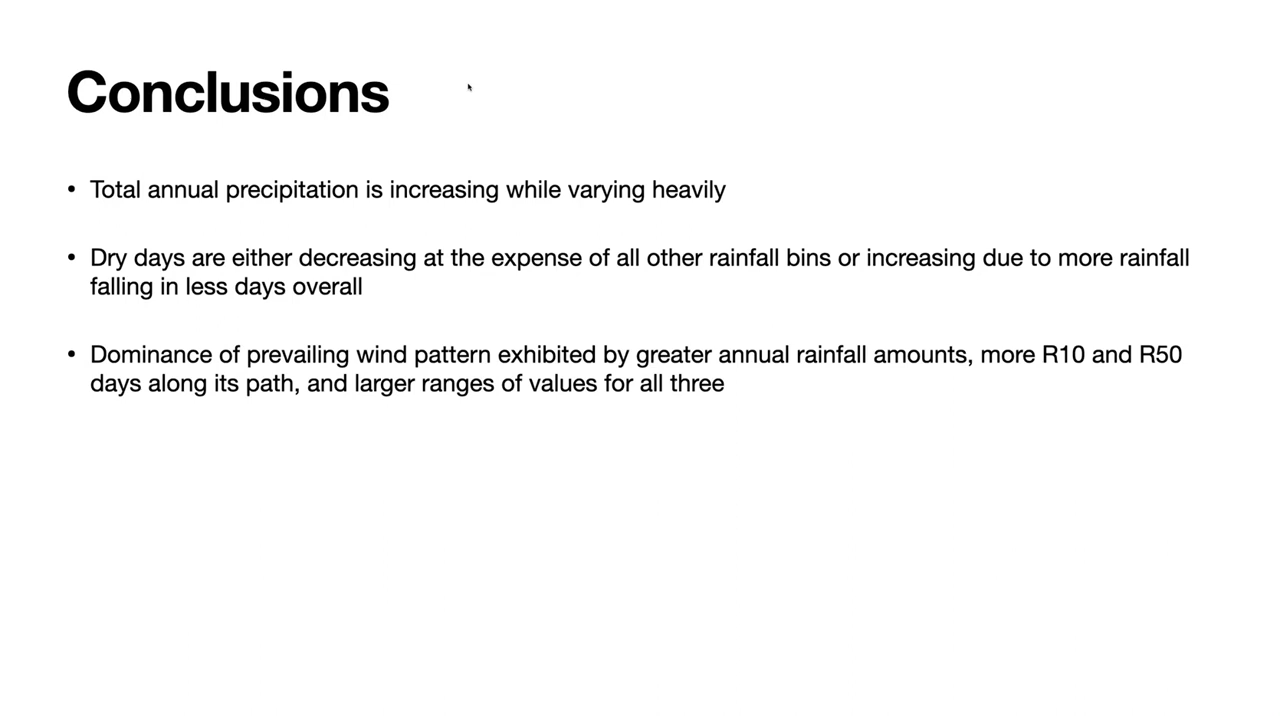 Conclusions
• Total annual precipitation is increasing while varying heavily
• Dry days are either decreasing at the expense of all other rainfall bins or increasing due to more rainfall
falling in less days overall
• Dominance of prevailing wind pattern exhibited by greater annual rainfall amounts, more R10 and R50
days along its path, and larger ranges of values for all three